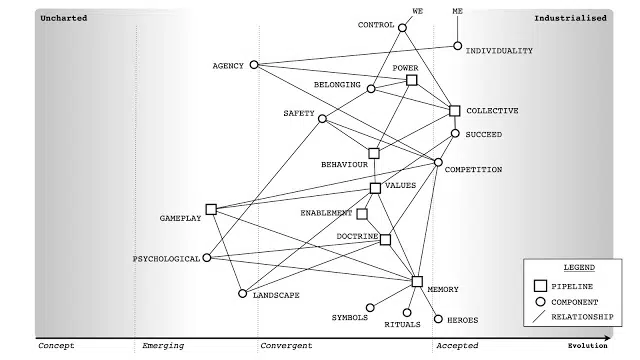 WE
ME
Uncharted
Industrialised
CONTROL
INDIVIDUALITY
AGENCY
POWER
BELONGING
COLLECTIVE
SAFETY
SUCCEED
BEHAVIOUR
COMPETITION
VALUES
GAMEPLAY
ENABLEMENT
DOCTRINE
PSYCHOLOGICAL
LEGEND
PIPELINE
COMPONENT
RELATIONSHIP
MEMORY
LANDSCAPE
SYMBOLS
RITUALS
HEROES
Concept
Emerging
Convergent
Accepted
Evolution